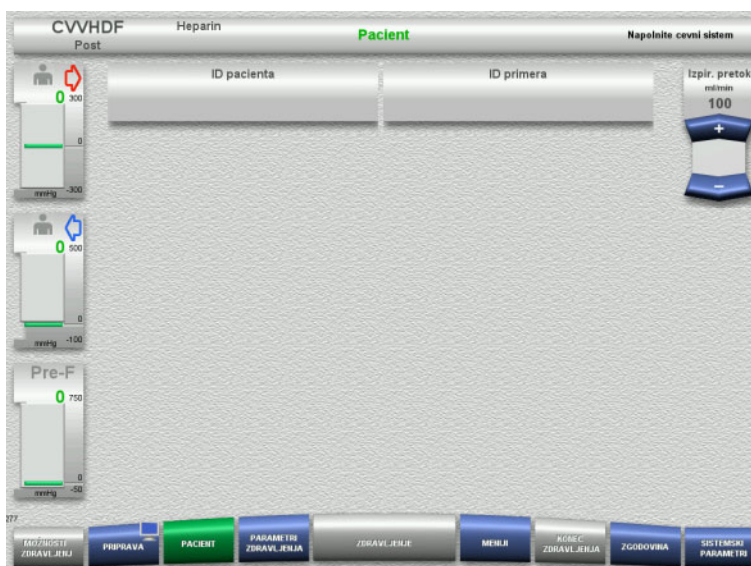 CVVHDF
Heparin
Pacient
Napolnite cevni sistem
Post
ID pacienta
ID primera
Izpir. pretok
ml/min
100
+
−
0
300
0
-300
mmHg
0
500
0
-100
mmHg
Pre-F
0
750
0
-50
mmHg
277
MOŽNOSTI
ZDRAVLJENJ
PRIPRAVA
PACIENT
PARAMETRI
ZDRAVLJENJA
ZDRAVLJENJE
MENIJI
KONEC
ZDRAVLJENJA
ZGODOVINA
SISTEMSKI
PARAMETRI